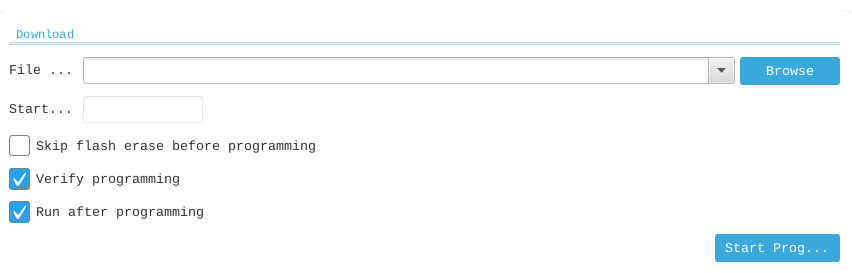 Download
File ... Browse
Start...
Skip flash erase before programming
Verify programming
Run after programming
Start Prog...